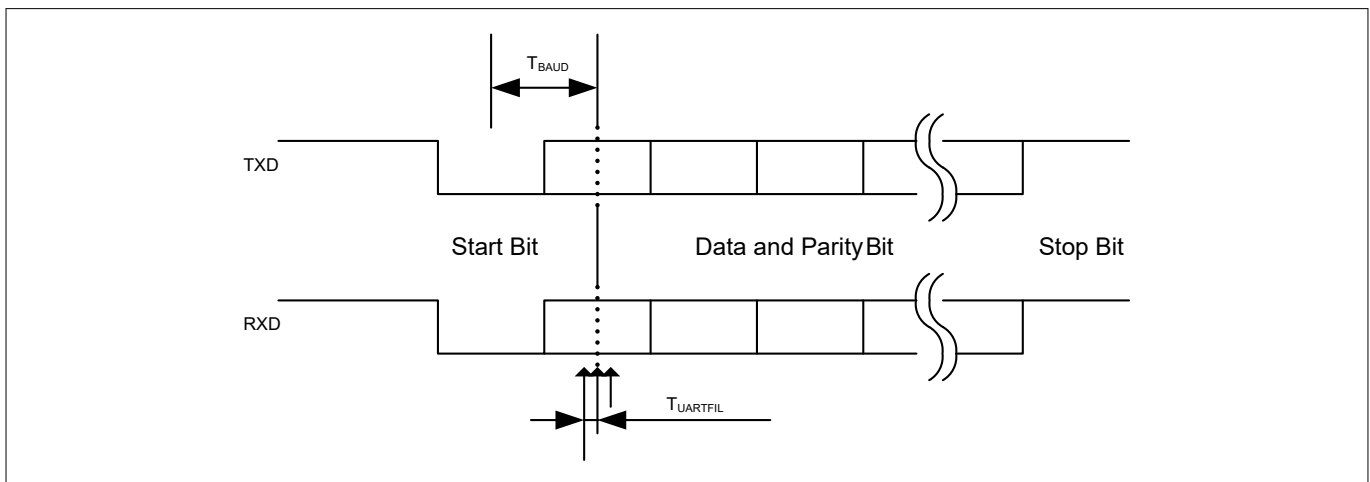 TBAUD
TXD
Start Bit
Data and Parity Bit
Stop Bit
RXD
TUARTFIL